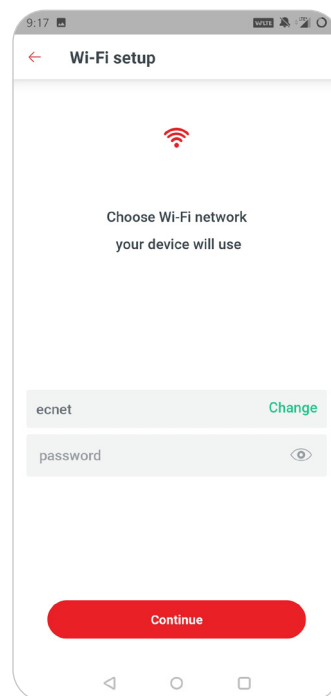 9:17
Wi-Fi setup
Choose Wi-Fi network
your device will use
ecnet Change
password
Continue